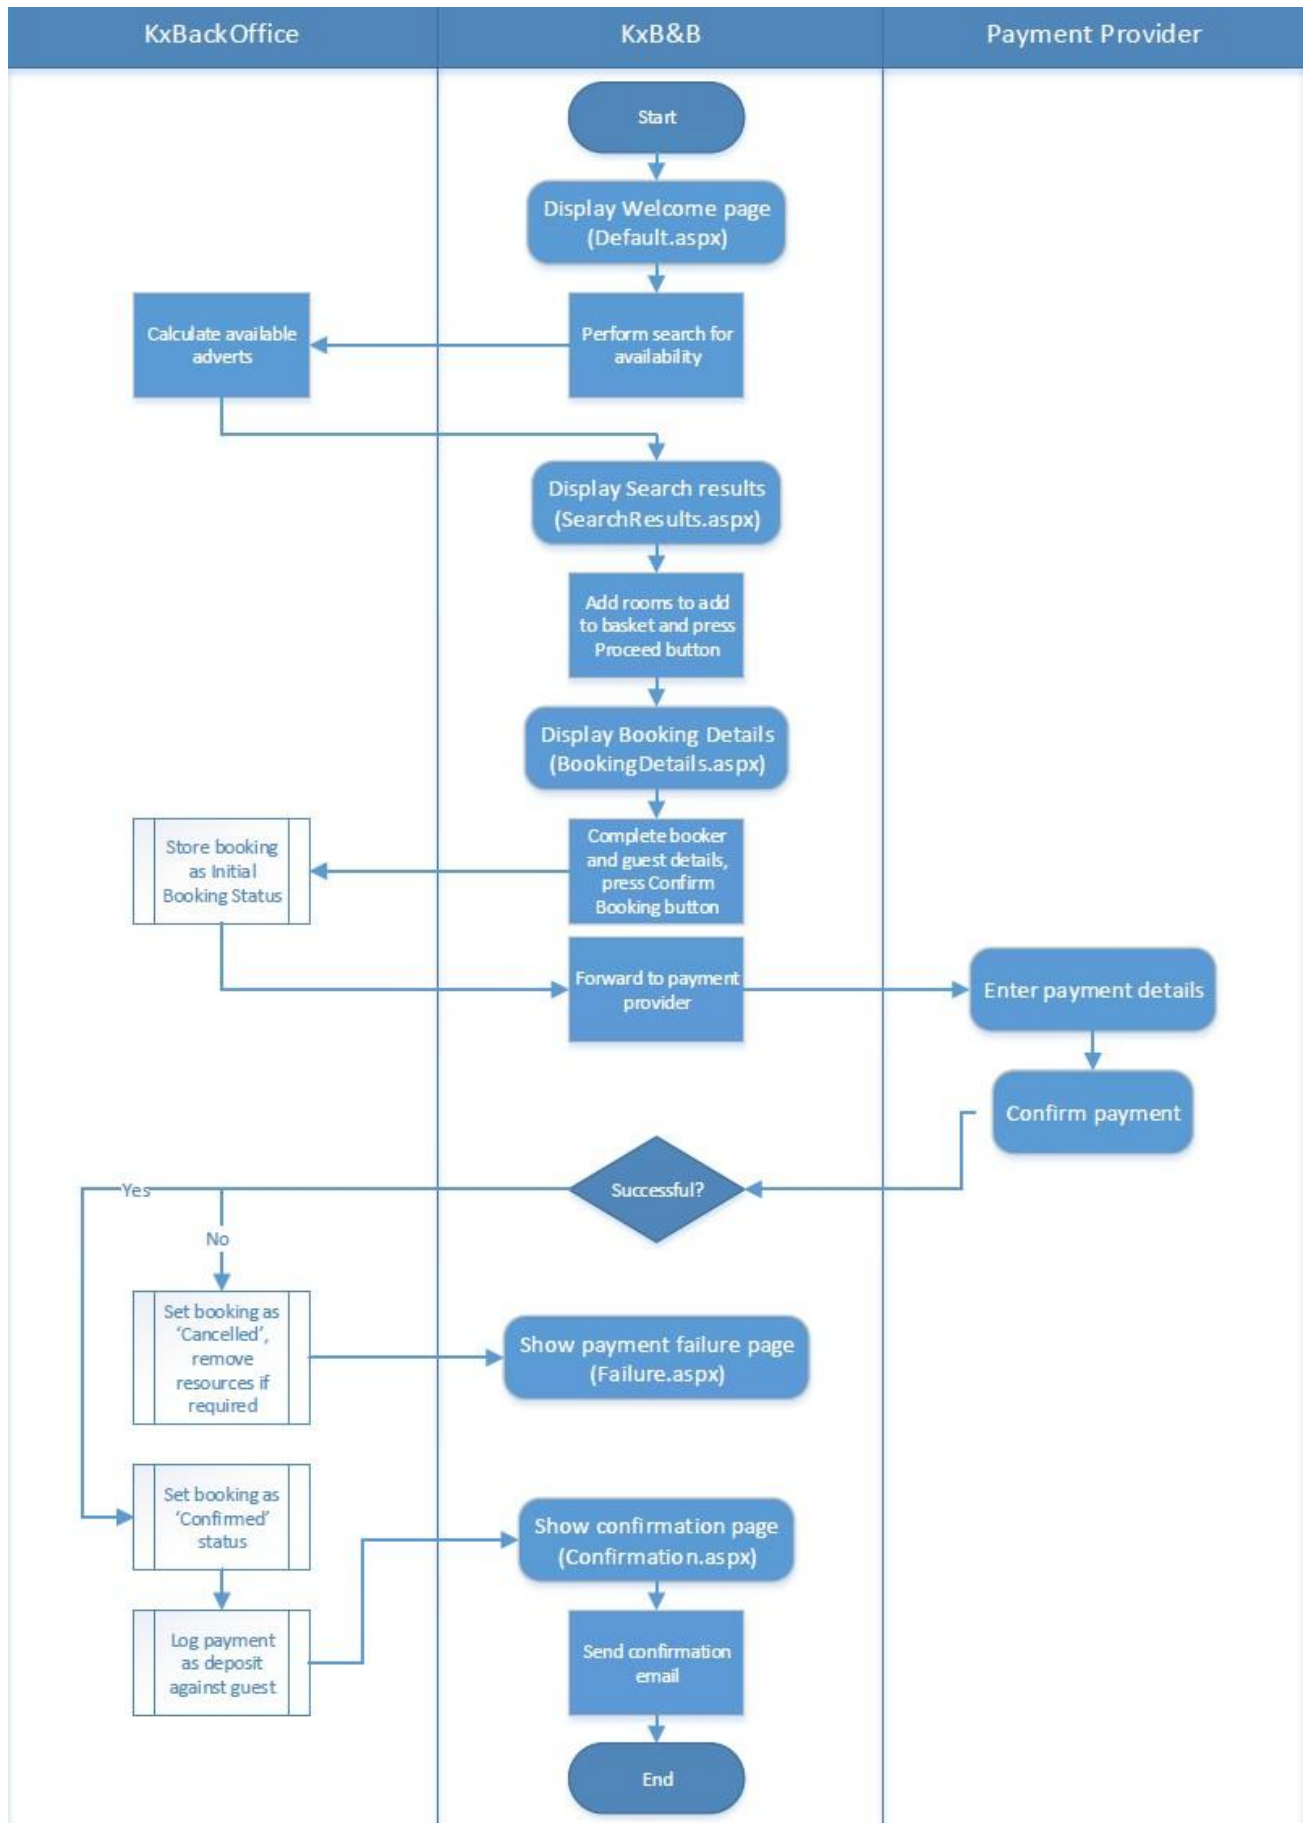 KxBackOffice
KxB&B
Payment Provider
Start
Display Welcome page
(Default.aspx)
Calculate available
adverts
Perform search for
availability
Display Search results
(SearchResults.aspx)
Add rooms to add
to basket and press
Proceed button
Display Booking Details
(BookingDetails.aspx)
Store booking
as Initial
Booking Status
Complete booker
and guest details,
press Confirm
Booking button
Forward to payment
provider
Enter payment details
Confirm payment
Successful?
Yes
No
Set booking as
‘Cancelled’,
remove
resources if
required
Show payment failure page
(Failure.aspx)
Set booking as
‘Confirmed’
status
Show confirmation page
(Confirmation.aspx)
Log payment
as deposit
against guest
Send confirmation
email
End